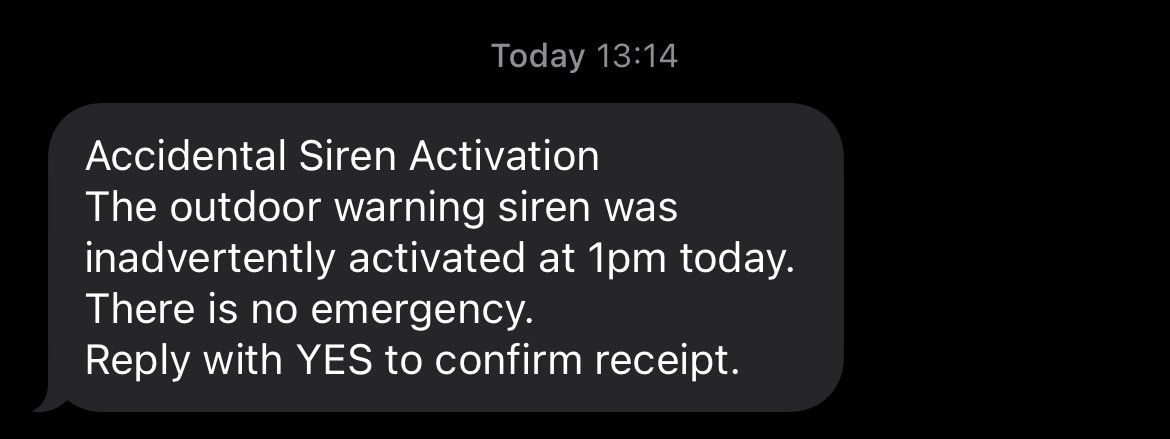 Today 13:14
Accidental Siren Activation
The outdoor warning siren was
inadvertently activated at 1pm today.
There is no emergency.
Reply with YES to confirm receipt.